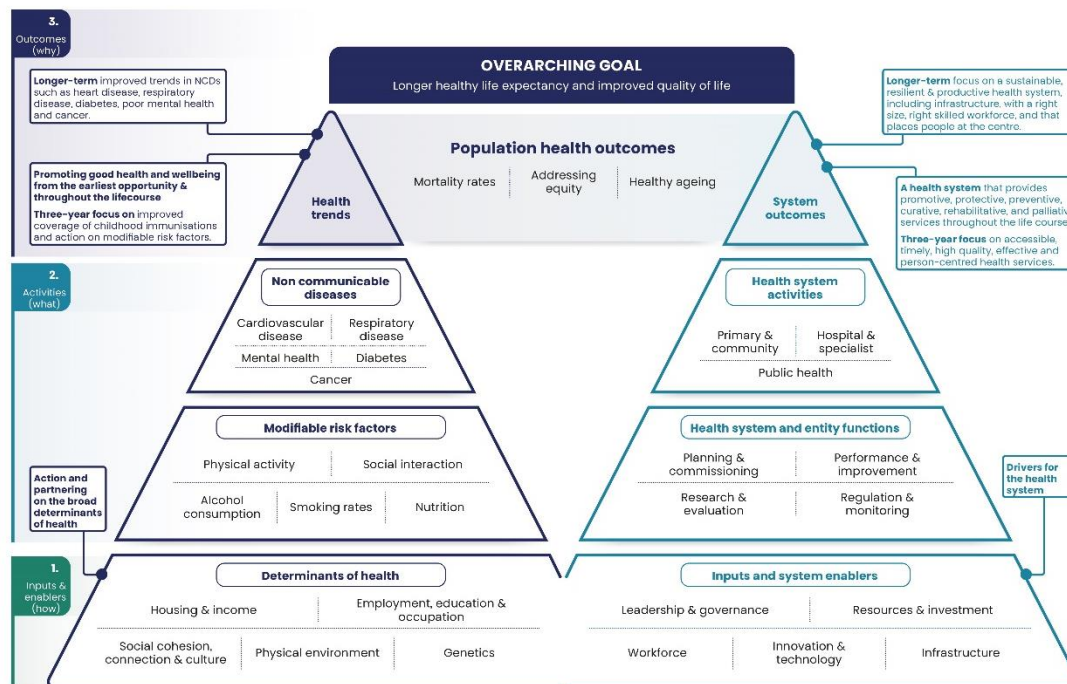 3.
Outcomes
(why)
OVERARCHING GOAL
Longer healthy life expectancy and improved quality of life
Longer-term improved trends in NCDs
such as heart disease, respiratory
disease, diabetes, poor mental health
and cancer.
Promoting good health and wellbeing
from the earliest opportunity &
throughout the lifecourse
Three-year focus on improved
coverage of childhood immunisations
and action on modifiable risk factors.
Health
trends
Population health outcomes
Mortality rates
Addressing
equity
Healthy ageing
System
outcomes
Longer-term focus on a sustainable,
resilient & productive health system,
including infrastructure, with a right
size, right skilled workforce, and that
places people at the centre.
A health system that provides
promotive, protective, preventive,
curative, rehabilitative, and palliativ
services throughout the life course
Three-year focus on accessible,
timely, high quality, effective and
person-centred health services.
2.
Activities
(what)
Non communicable
diseases
Cardiovascular
disease
Respiratory
disease
Mental health
Diabetes
Cancer
Health system
activities
Primary &
community
Hospital &
specialist
Public health
Modifiable risk factors
Physical activity
Social interaction
Alcohol
consumption
Smoking rates
Nutrition
Health system and entity functions
Planning &
commissioning
Performance &
improvement
Research &
evaluation
Regulation &
monitoring
Action and
partnering
on the broad
determinants
of health
Drivers for
the health
system
1.
Inputs &
enablers
(how)
Determinants of health
Housing & income
Employment, education &
occupation
Social cohesion,
connection & culture
Physical environment
Genetics
Inputs and system enablers
Leadership & governance
Resources & investment
Workforce
Innovation &
technology
Infrastructure